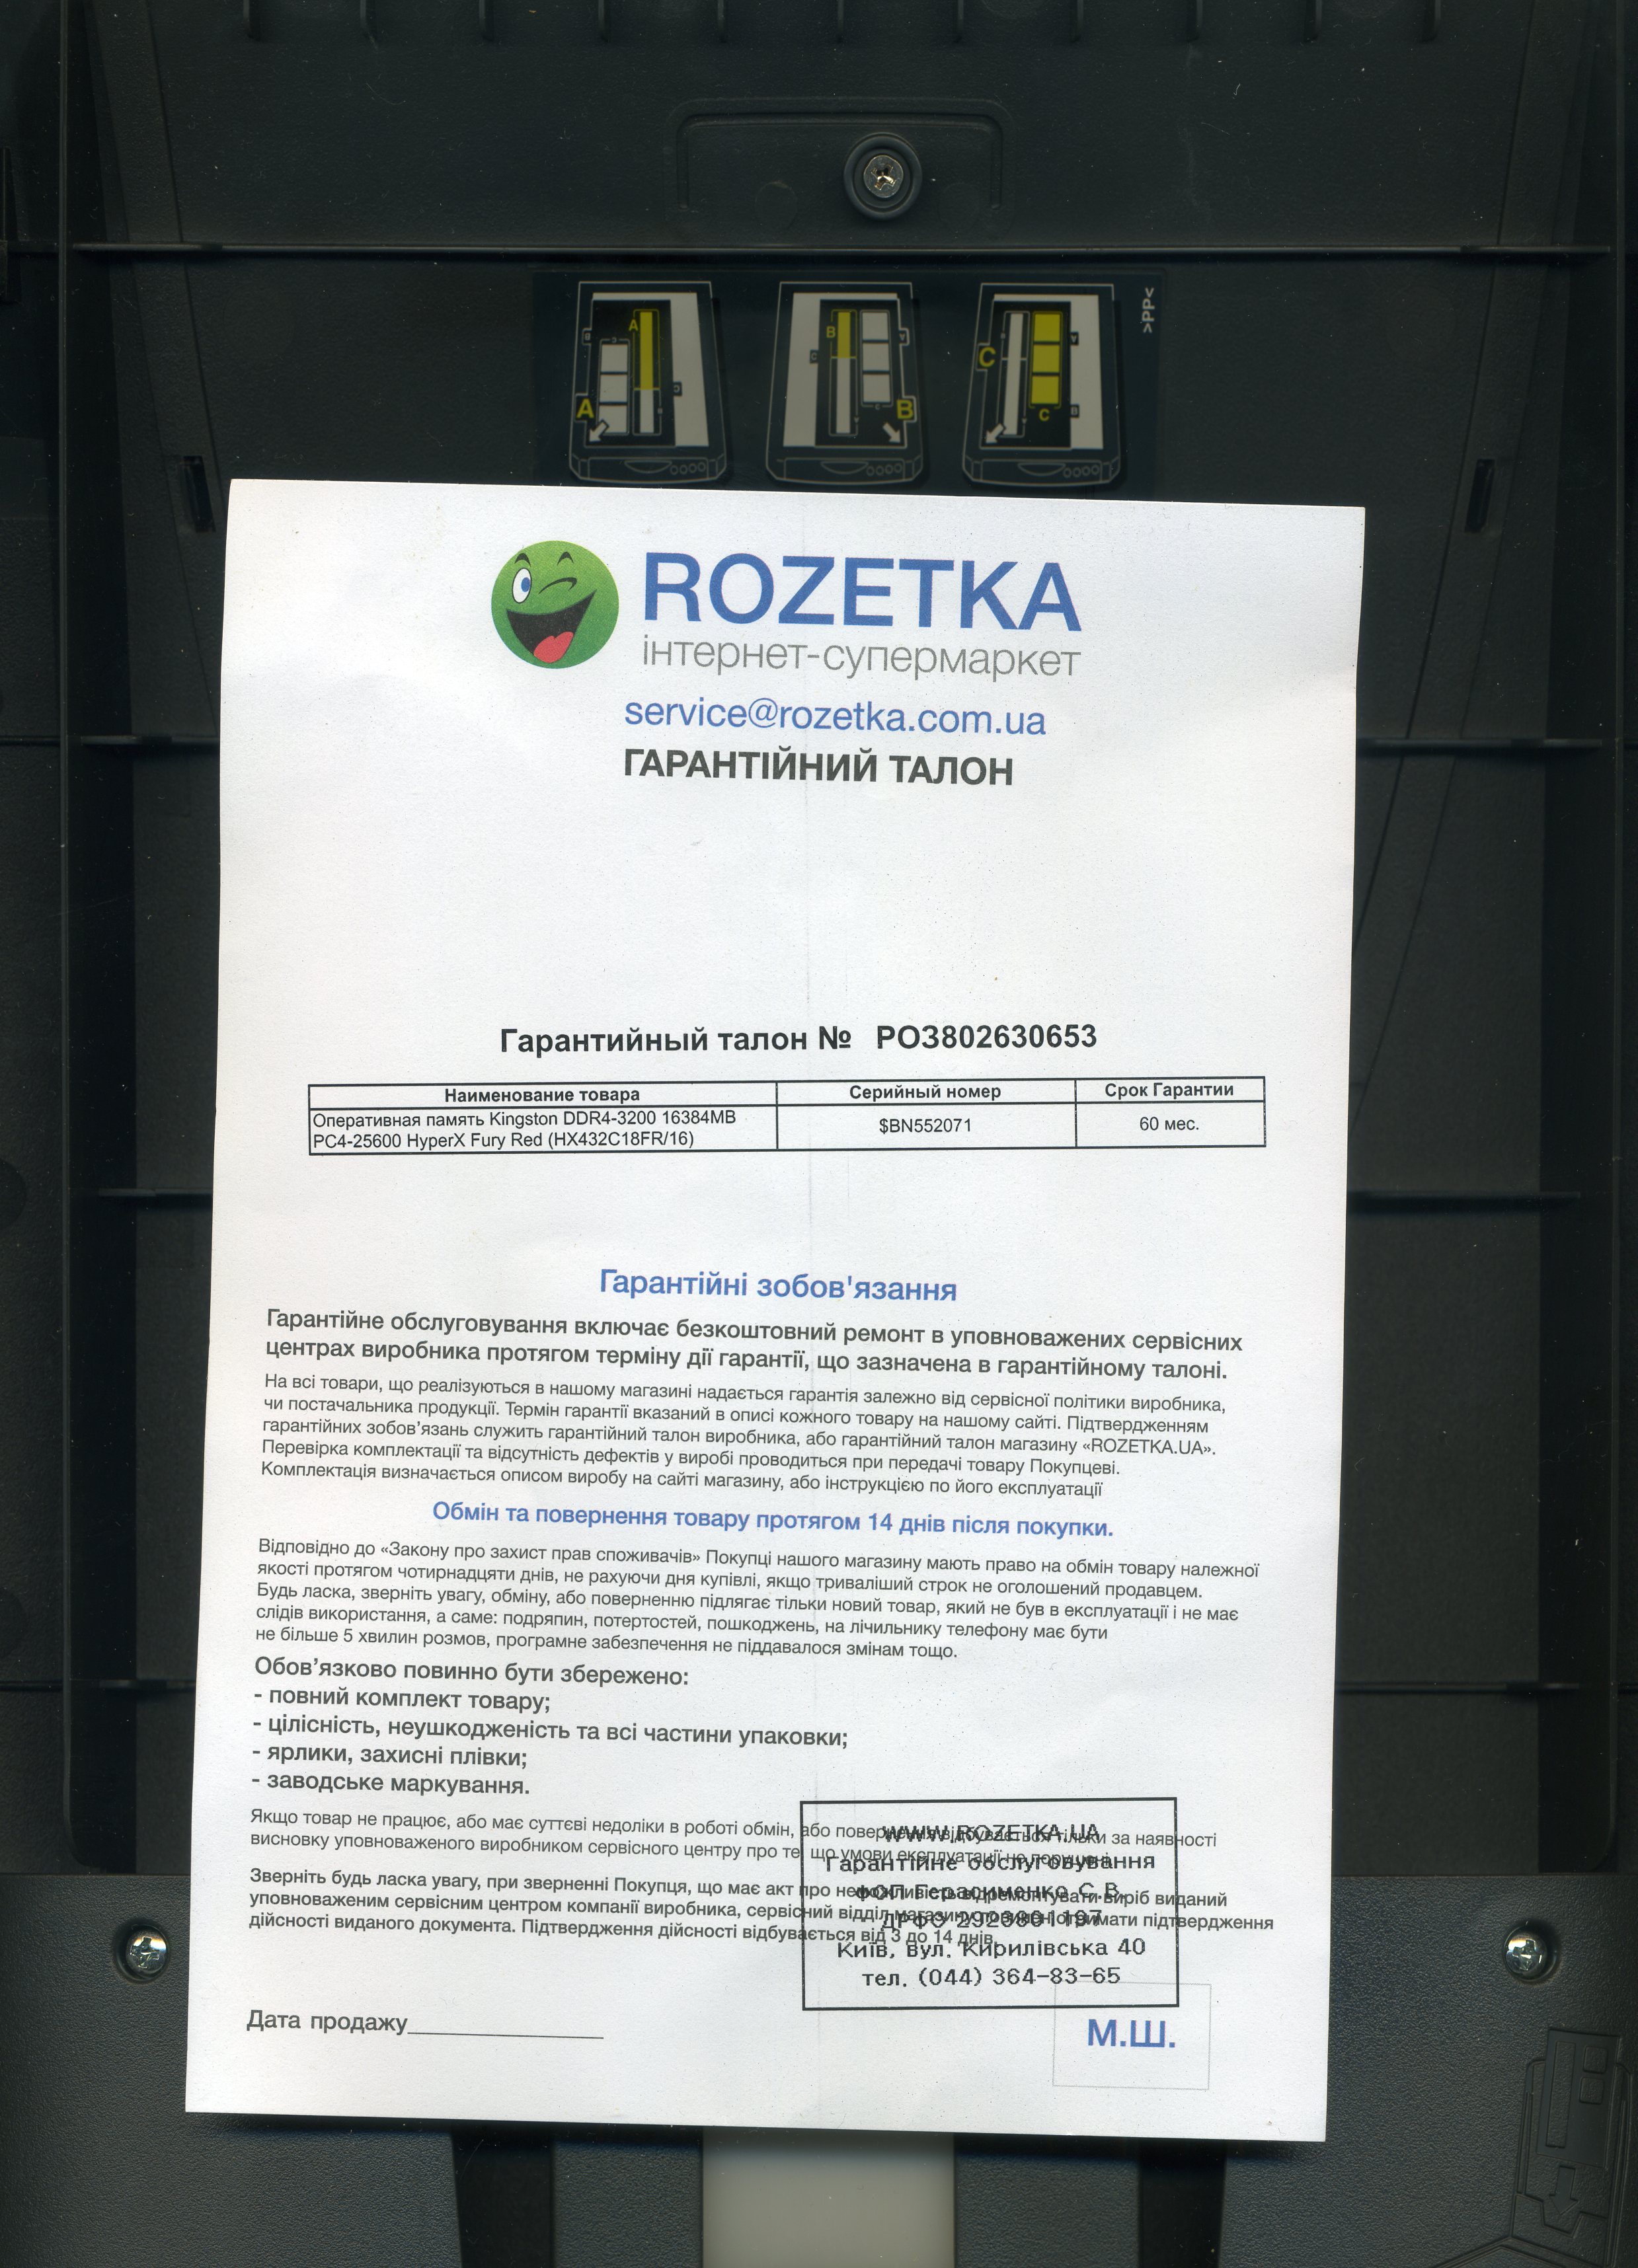 >PP<
A
B
C
ROZETKA
інтернет-супермаркет
service@rozetka.com.ua
ГАРАНТІЙНИЙ ТАЛОН
Гарантийный талон № РОЗ802630653
Наименование товара Серийный номер Срок Гарантии
Оперативная память Kingston DDR4-3200 16384MB
PC4-25600 HyperX Fury Red (HX432C18FR/16) $BN552071 60 мес.
Гарантійні зобов'язання
Гарантійне обслуговування включає безкоштовний ремонт в уповноважених сервісних
центрах виробника протягом терміну дії гарантії, що зазначена в гарантійному талоні.
На всі товари, що реалізуються в нашому магазині надається гарантія залежно від сервісної політики виробника,
чи постачальника продукції. Термін гарантії вказаний в описі кожного товару на нашому сайті. Підтвердженням
гарантійних зобов’язань служить гарантійний талон виробника, або гарантійний талон магазину «ROZETKA.UA».
Перевірка комплектації та відсутність дефектів у виробі проводиться при передачі товару Покупцеві.
Комплектація визначається описом виробу на сайті магазину, або інструкцією по його експлуатації
Обмін та повернення товару протягом 14 днів після покупки.
Відповідно до «Закону про захист прав споживачів» Покупці нашого магазину мають право на обмін товару належної
якості протягом чотирнадцяти днів, не рахуючи дня купівлі, якщо триваліший строк не оголошений продавцем.
Будь ласка, зверніть увагу, обміну, або поверненню підлягає тільки новий товар, який не був в експлуатації і не має
слідів використання, а саме: подряпин, потертостей, пошкоджень, на лічильнику телефону має бути
не більше 5 хвилин розмов, програмне забезпечення не піддавалося змінам тощо.
Обов’язково повинно бути збережено:
- повний комплект товару;
- цілісність, неушкодженість та всі частини упаковки;
- ярлики, захисні плівки;
- заводське маркування.
Якщо товар не працює, або має суттєві недоліки в роботі обмін, або повернення відбувається тільки за наявності
висновку уповноваженого виробником сервісного центру про те, що умови експлуатації не порушені.
Зверніть будь ласка увагу, при зверненні Покупця, що має акт про неможливість відремонтувати виріб виданий
уповноваженим сервісним центром компанії виробника, сервісний відділ магазину повинен отримати підтвердження
дійсності виданого документа. Підтвердження дійсності відбувається від 3 до 14 днів.
WWW.ROZETKA.UA
Гарантійне обслуговування
ФОП Герасименко С.В.
ДРФО
Київ, вул. Кирилівська 40
тел. (044) 364-83-65
Дата продажу
М.Ш.